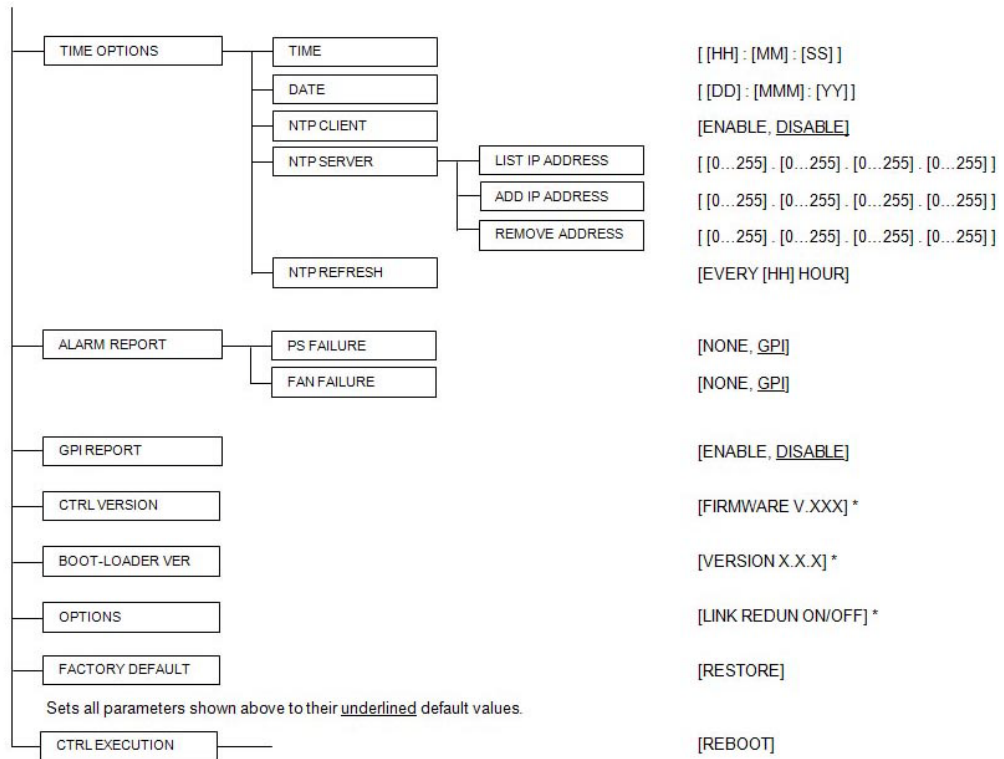 TIME OPTIONS TIME [ [HH] : [MM] : [SS] ]
DATE [ [DD] : [MMM] : [YY] ]
NTP CLIENT [ENABLE, DISABLE]
NTP SERVER LIST IP ADDRESS [ [0...255] . [0...255] . [0...255] . [0...255] ]
ADD IP ADDRESS [ [0...255] . [0...255] . [0...255] . [0...255] ]
REMOVE ADDRESS [ [0...255] . [0...255] . [0...255] . [0...255] ]
NTP REFRESH [EVERY [HH] HOUR]
ALARM REPORT PS FAILURE [NONE, GPI]
FAN FAILURE [NONE, GPI]
GPI REPORT [ENABLE, DISABLE]
CTRL VERSION [FIRMWARE V.XXX] *
BOOT-LOADER VER [VERSION X.X.X] *
OPTIONS [LINK REDUN ON/OFF] *
FACTORY DEFAULT [RESTORE]
Sets all parameters shown above to their underlined default values.
CTRL EXECUTION [REBOOT]